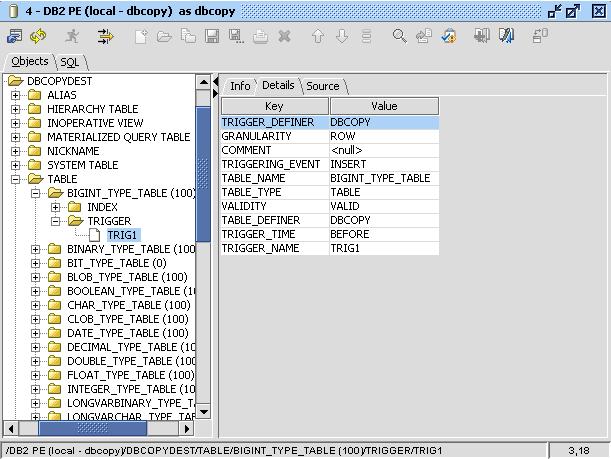 4 - DB2 PE (local - dbcopy) as dbcopy
Objects SQL
DBCOPYDEST
ALIAS
HIERARCHY TABLE
INOPERATIVE VIEW
MATERIALIZED QUERY TABLE
NICKNAME
SYSTEM TABLE
TABLE
BIGINT_TYPE_TABLE (100)
INDEX
TRIGGER
TRIG1
BINARY_TYPE_TABLE (100)
BIT_TYPE_TABLE (0)
BLOB_TYPE_TABLE (100)
BOOLEAN_TYPE_TABLE (10
CHAR_TYPE_TABLE (100)
CLOB_TYPE_TABLE (100)
DATE_TYPE_TABLE (100)
DECIMAL_TYPE_TABLE (10
DOUBLE_TYPE_TABLE (100
FLOAT_TYPE_TABLE (100)
INTEGER_TYPE_TABLE (10
LONGVARBINARY_TYPE_TA
LONGVARCHAR_TYPE_TAB
Info Details Source
Key Value
TRIGGER_DEFINER DBCOPY
GRANULARITY ROW
COMMENT <null>
TRIGGERING_EVENT INSERT
TABLE_NAME BIGINT_TYPE_TABLE
TABLE_TYPE TABLE
VALIDITY VALID
TABLE_DEFINER DBCOPY
TRIGGER_TIME BEFORE
TRIGGER_NAME TRIG1
/DB2 PE (local - dbcopy)/DBCOPYDEST/TABLE/BIGINT_TYPE_TABLE (100)/TRIGGER/TRIG1 3,18